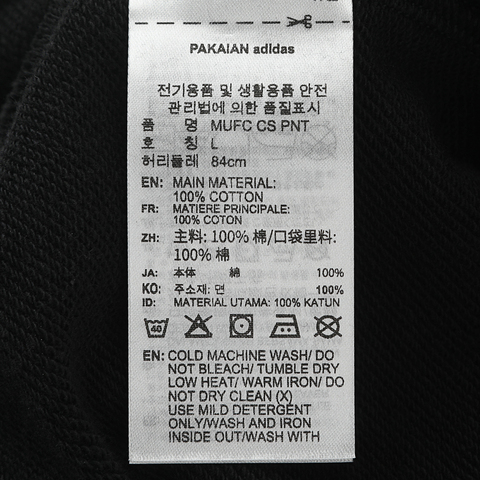 PAKAIAN adidas
전기용품 및 생활용품 안전
관리법에 의한 품질표시
품 명 MUFC CS PNT
호 칭 L
허리둘레 84cm
EN: MAIN MATERIAL:
100% COTTON
FR: MATIERE PRINCIPALE:
100% COTON
ZH: 主料: 100% 棉/口袋里料:
100% 棉
JA: 本体 綿 100%
KO: 주소재: 면 100%
ID: MATERIAL UTAMA: 100% KATUN
40
EN: COLD MACHINE WASH/ DO
NOT BLEACH/ TUMBLE DRY
LOW HEAT/ WARM IRON/ DO
NOT DRY CLEAN (X)
USE MILD DETERGENT
ONLY/WASH AND IRON
INSIDE OUT/WASH WITH